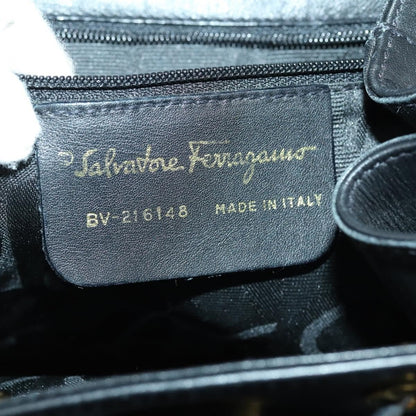 Salvatore Ferragamo
BV-216148 MADE IN ITALY